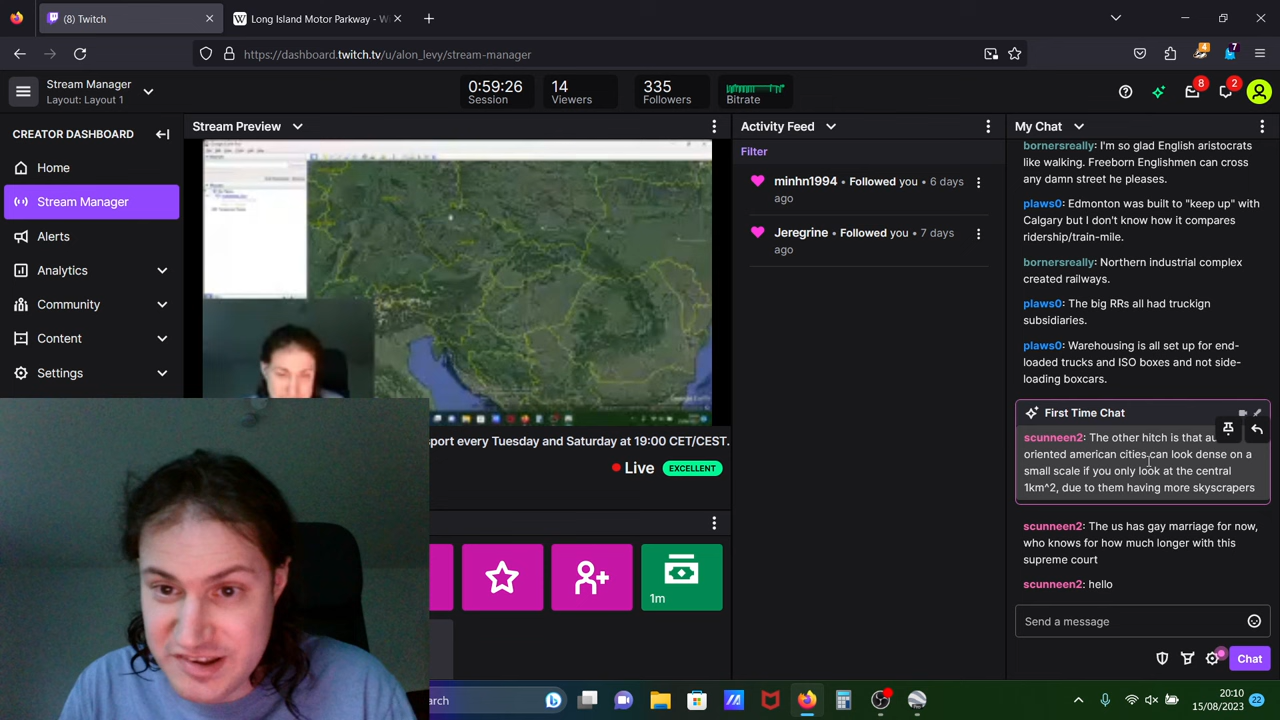 (8) Twitch
Long Island Motor Parkway - W
https://dashboard.twitch.tv/u/alon_levy/stream-manager
4
7
Stream Manager
Layout: Layout 1
0:59:26
Session
14
Viewers
335
Followers
Bitrate
8
2
CREATOR DASHBOARD
Home
Stream Manager
Alerts
Analytics
Community
Content
Settings
Stream Preview
port every Tuesday and Saturday at 19:00 CET/CEST.
Live
EXCELLENT
1m
Activity Feed
Filter
minhn1994 • Followed you • 6 days
ago
Jeregrine • Followed you • 7 days
ago
My Chat
bornersreally: be glad English aristocrats
like walking. Freeborn Englishmen can cross
any damn street he pleases.
plaws0: Edmonton was built to "keep up" with
Calgary but I don't know how it compares
ridership/train-mile.
bornersreally: Northern industrial complex
created railways.
plaws0: The big RRs all had truckign
subsidiaries.
plaws0: Warehousing is all set up for end-
loaded trucks and ISO boxes and not side-
loading boxcars.
First Time Chat
scunneen2: The other hitch is that au
oriented american cities can look dense on a
small scale if you look at the central
1km^2, due to them having more skyscrapers
scunneen2: The us has gay marriage for now,
who knows for how much longer with this
supreme court
scunneen2: hello
Send a message
Chat
rch
20:10
15/08/2023
22